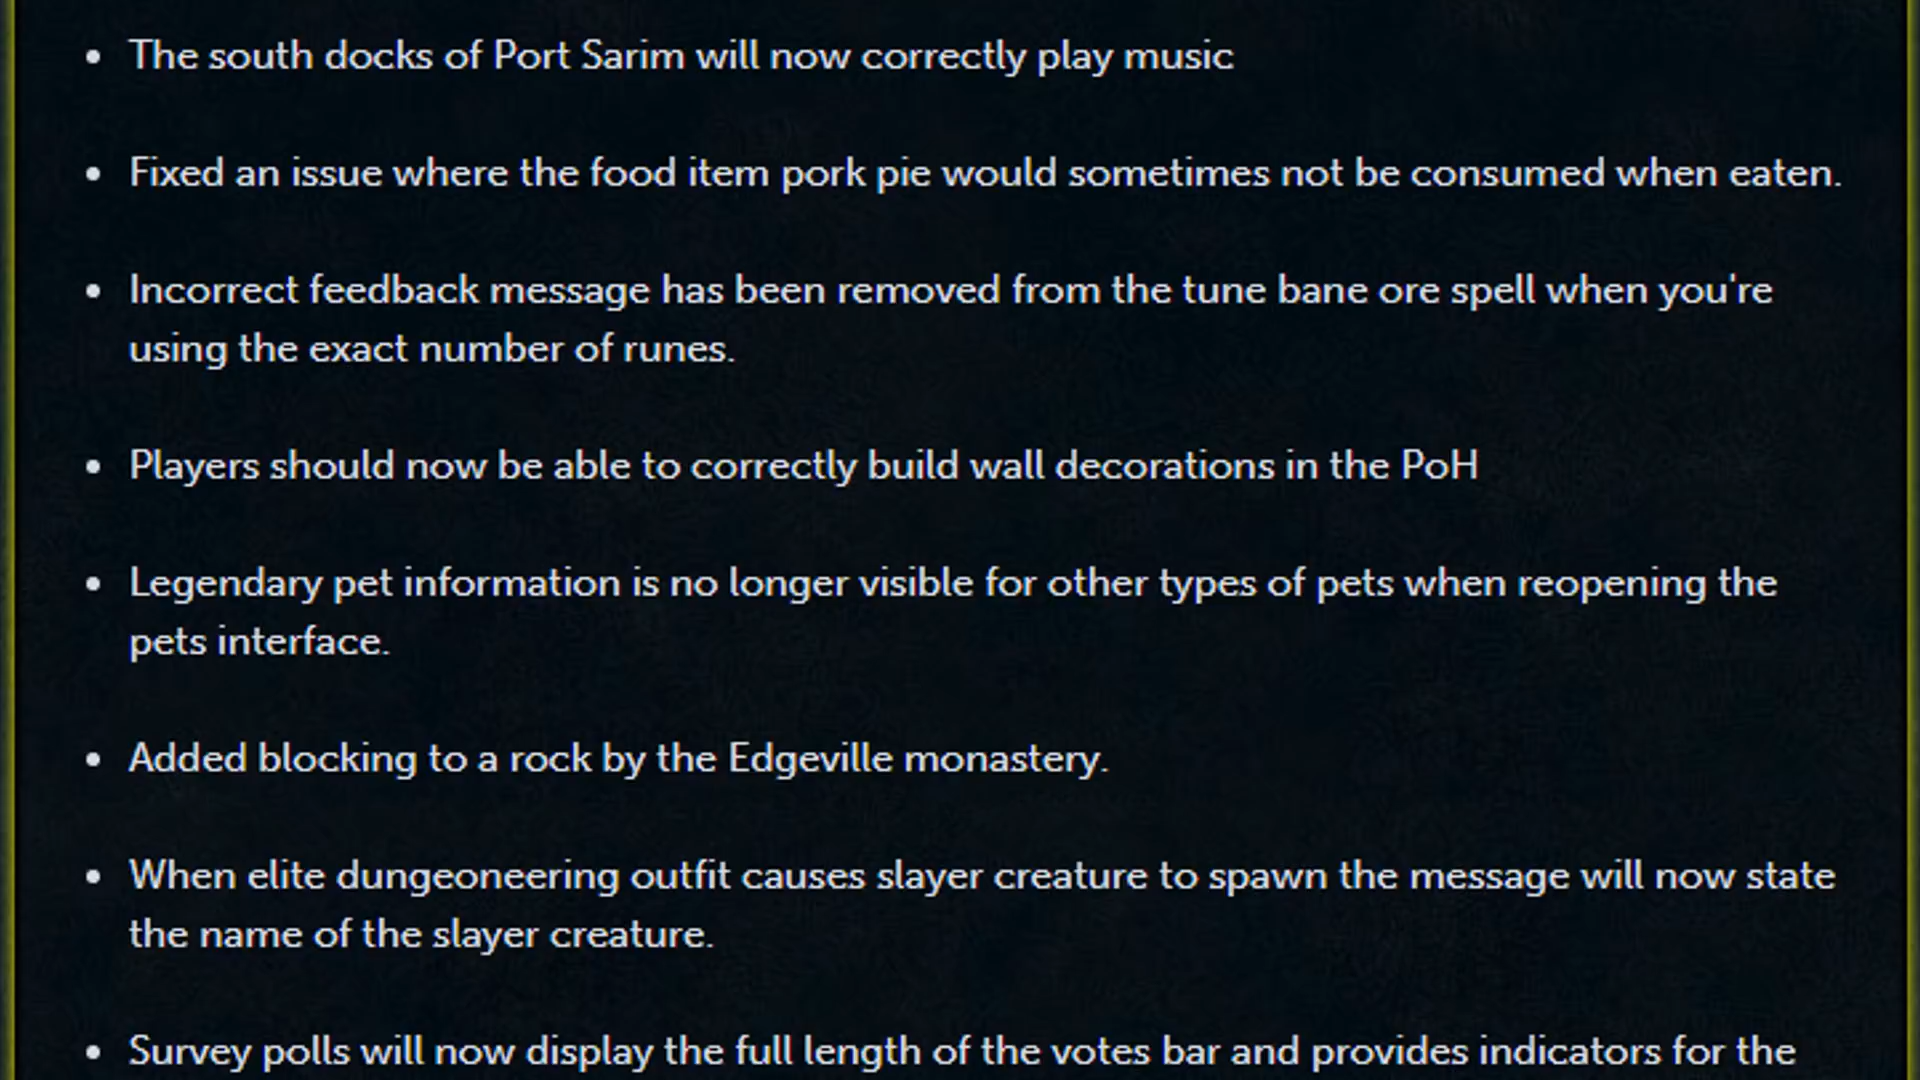 • The south docks of Port Sarim will now correctly play music
• Fixed an issue where the food item pork pie would sometimes not be consumed when eaten.
• Incorrect feedback message has been removed from the tune bane ore spell when you're
using the exact number of runes.
• Players should now be able to correctly build wall decorations in the PoH
• Legendary pet information is no longer visible for other types of pets when reopening the
pets interface.
• Added blocking to a rock by the Edgeville monastery.
• When elite dungeoneering outfit causes slayer creature to spawn the message will now state
the name of the slayer creature.
• Survey polls will now display the full length of the votes bar and provides indicators for the